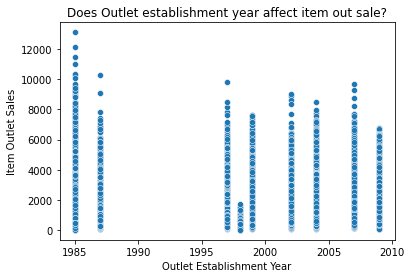 Does Outlet establishment year affect item out sale?
Item Outlet Sales
12000
10000
8000
6000
4000
2000
0
1985 1990 1995 2000 2005 2010
Outlet Establishment Year